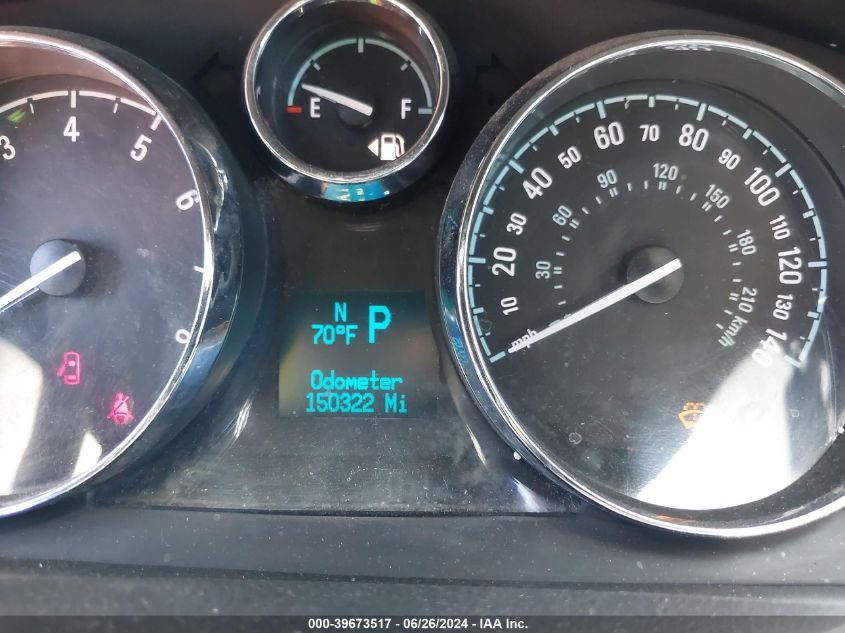 E F
3 4 5 6 8
10 20 30 40 50 60 70 80 90 100 110 120 130 140
mph
30 60 90 120 150 180 210 km/h
N
70°F P
Odometer
150322 Mi
000-39673517 / 06/26/2024 - IAA Inc.